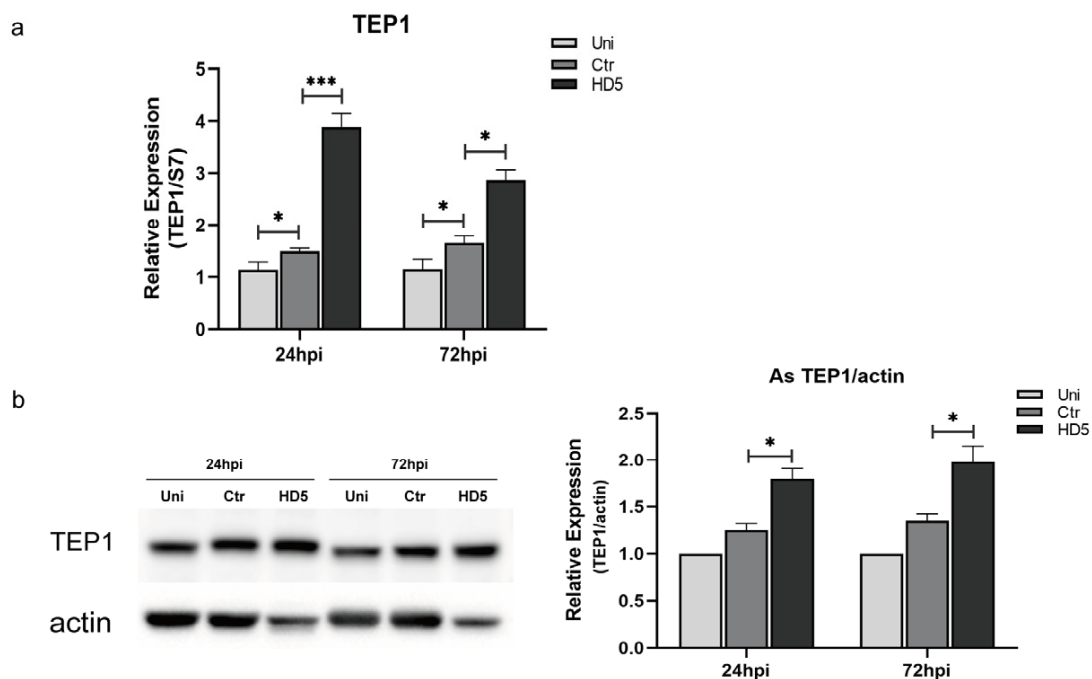 a
TEP1
Uni
Ctr
HD5
Relative Expression
(TEP1/S7)
5
4
3
2
1
0
***
*
*
*
24hpi
72hpi
b
24hpi
72hpi
Uni
Ctr
HD5
Uni
Ctr
HD5
TEP1
actin
As TEP1/actin
Uni
Ctr
HD5
Relative Expression
(TEP1/actin)
2.5
2.0
1.5
1.0
0.5
0.0
*
*
24hpi
72hpi